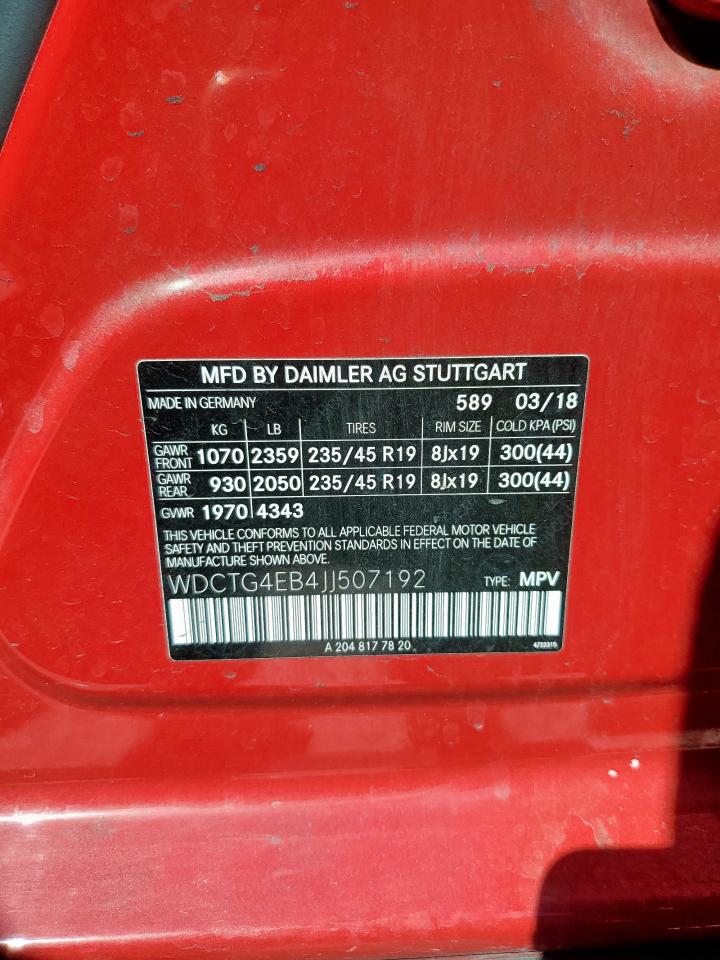 MFD BY DAIMLER AG STUTTGART
MADE IN GERMANY 589 03/18
KG LB TIRES RIM SIZE COLD KPA (PSI)
GAWR FRONT 1070 2359 235/45 R19 8Jx19 300(44)
GAWR REAR 930 2050 235/45 R19 8Jx19 300(44)
GVWR 1970 4343
THIS VEHICLE CONFORMS TO ALL APPLICABLE FEDERAL MOTOR VEHICLE
SAFETY AND THEFT PREVENTION STANDARDS IN EFFECT ON THE DATE OF
MANUFACTURE SHOWN ABOVE.
WDCTG4EB4JJ507192 TYPE: MPV
A 204 817 78 20 4722315